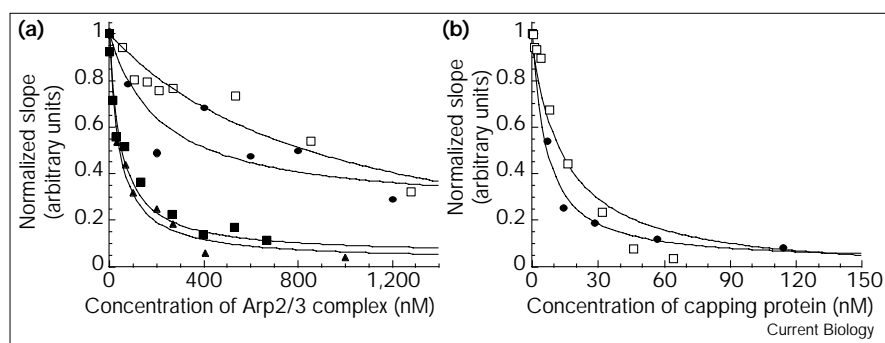 (a)
1
0.8
0.6
0.4
0.2
0
Normalized slope
(arbitrary units)
0
400
800
1,200
Concentration of Arp2/3 complex (nM)
(b)
1
0.8
0.6
0.4
0.2
0
Normalized slope
(arbitrary units)
0
30
60
90
120
150
Concentration of capping protein (nM)
Current Biology